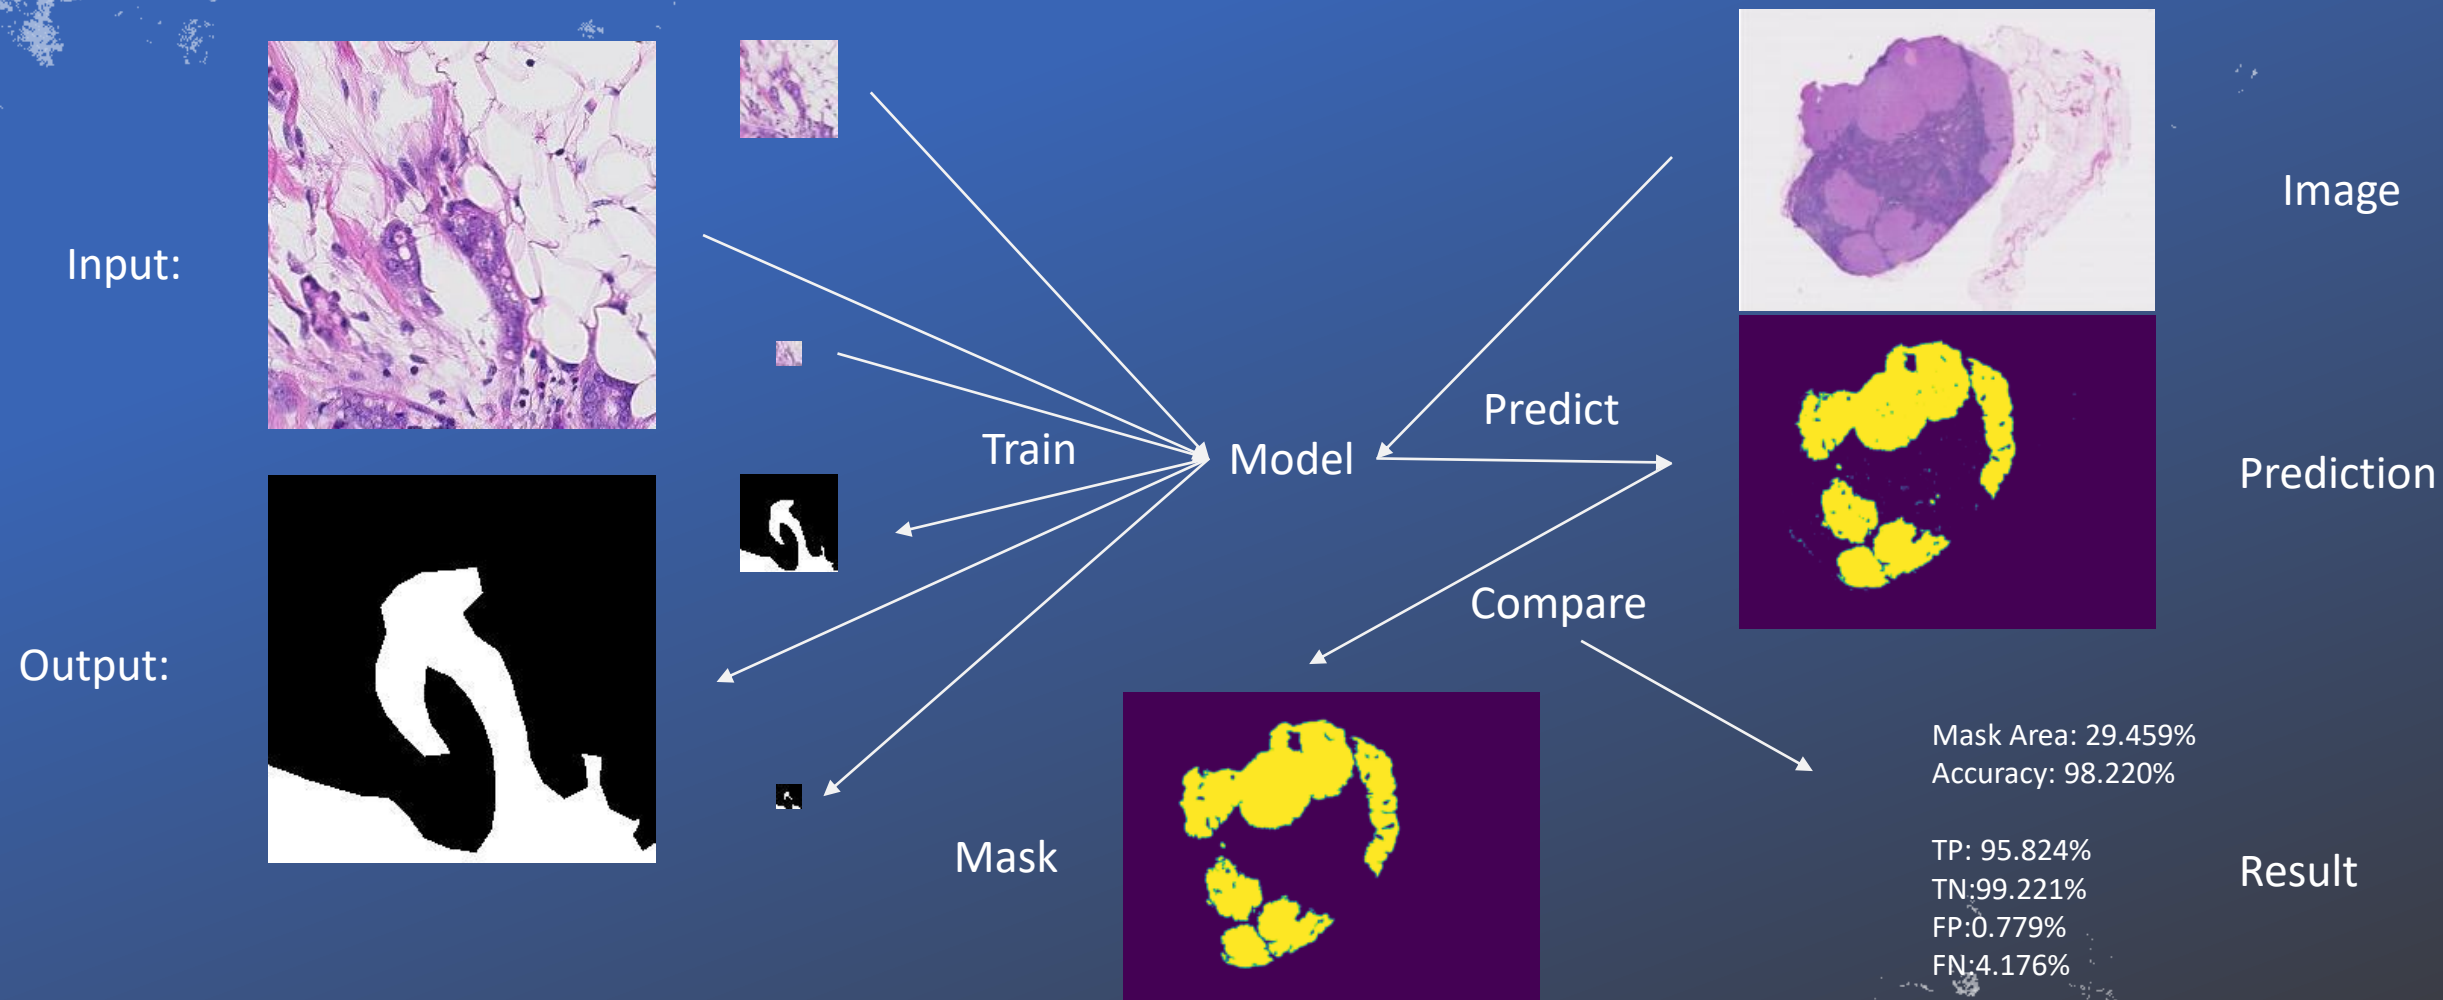 Input:
Output:
Train
Model
Predict
Compare
Mask
Image
Prediction
Mask Area: 29.459%
Accuracy: 98.220%
TP: 95.824%
TN:99.221%
FP:0.779%
FN:4.176%
Result